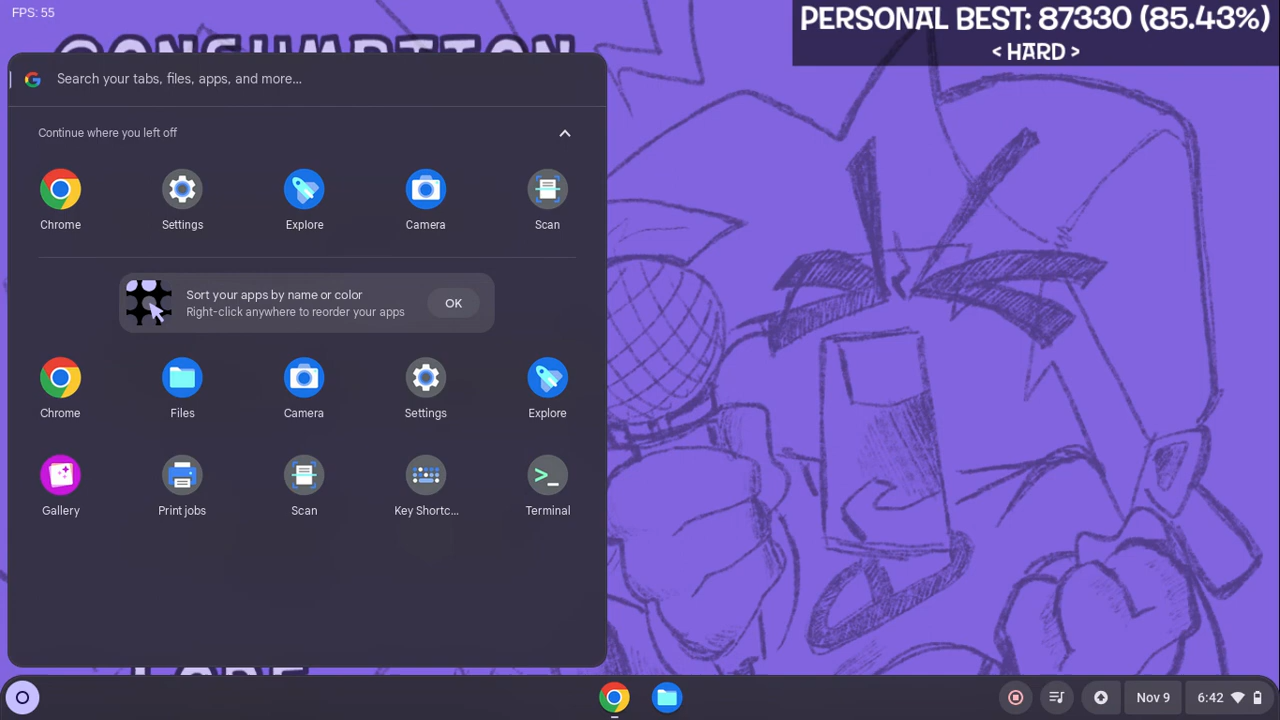 FPS: 55
PERSONAL BEST: 87330 (85.43%)
< HARD >
Search your tabs, files, apps, and more...
Continue where you left off
Chrome
Settings
Explore
Camera
Scan
Sort your apps by name or color
Right-click anywhere to reorder your apps
OK
Chrome
Files
Camera
Settings
Explore
Gallery
Print jobs
Scan
Key Shortc...
Terminal
Nov 9
6:42